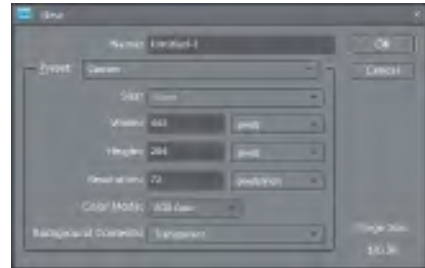 New
Name: Untitled-1
OK
Preset: Custom
Cancel
Size:
Width: pixels
Height: 284 pixels
Resolution: 72 pixels/inch
Color Mode: RGB Color
Background Contents: Transparent
Image Size: